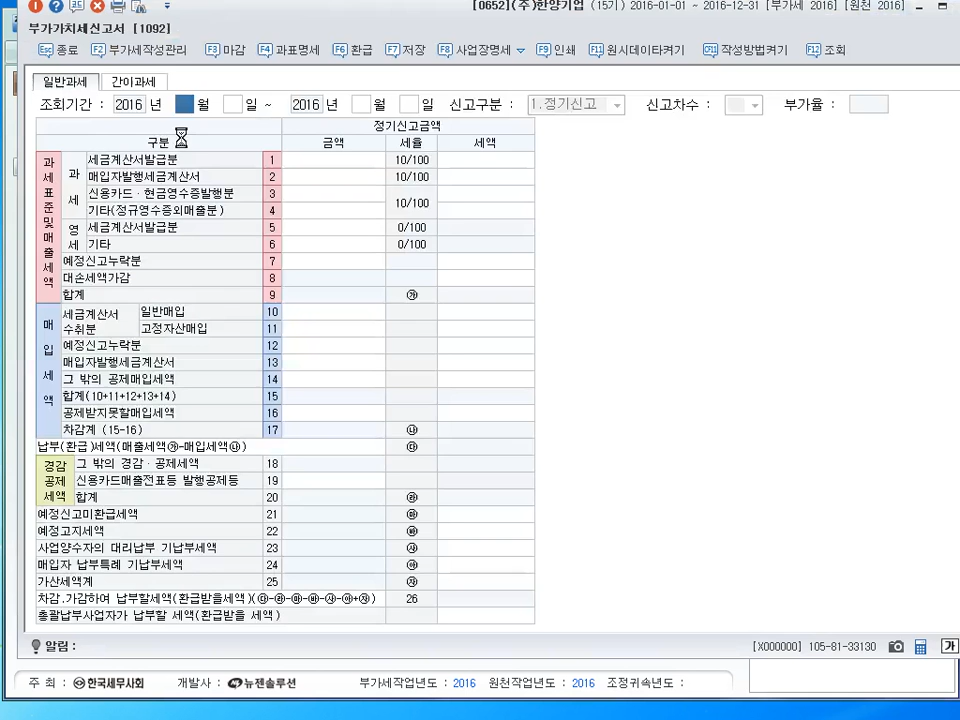 [0652](주)한양기업 (15기) 2016-01-01 ~ 2016-12-31 [부가세 2016] [원천 2016]
부가가치세신고서 [1092]
Esc 종료 F2 부가세작성관리 F3 마감 F4 과표명세 F6 환급 F7 저장 F8 사업장명세 F9 인쇄 F11 원시데이타켜기 CF11 작성방법켜기 F12 조회
일반과세 간이과세
조회기간 : 2016 년 월 일 ~ 2016 년 월 일 신고구분 : 1.정기신고 신고차수 : 부가율 :
정기신고금액
구분 금액 세율 세액
과세표준및매출세액
과세
세금계산서발급분 1 10/100
매입자발행세금계산서 2 10/100
신용카드·현금영수증발행분 3
10/100
기타(정규영수증외매출분) 4
영세
세금계산서발급분 5 0/100
기타 6 0/100
예정신고누락분 7
대손세액가감 8
합계 9 ㉮
매입세액
세금계산서 수취분
일반매입 10
고정자산매입 11
예정신고누락분 12
매입자발행세금계산서 13
그 밖의 공제매입세액 14
합계(10+11+12+13+14) 15
공제받지못할매입세액 16
차감계 (15-16) 17 ㉯
납부(환급)세액(매출세액㉮-매입세액㉯) ㉰
경감공제세액
그 밖의 경감·공제세액 18
신용카드매출전표등 발행공제등 19
합계 20 ㉱
예정신고미환급세액 21 ㉲
예정고지세액 22 ㉳
사업양수자의 대리납부 기납부세액 23 ㉴
매입자 납부특례 기납부세액 24 ㉵
가산세액계 25 ㉶
차감.가감하여 납부할세액(환급받을세액)(㉰-㉱-㉲-㉳-㉴-㉵+㉶) 26
총괄납부사업자가 납부할 세액(환급받을 세액)
알림 :
[X000000] 105-81-33130 가
주 최 : 한국세무사회 개발사 : 뉴젠솔루션 부가세작업년도 : 2016 원천작업년도 : 2016 조정귀속년도 :